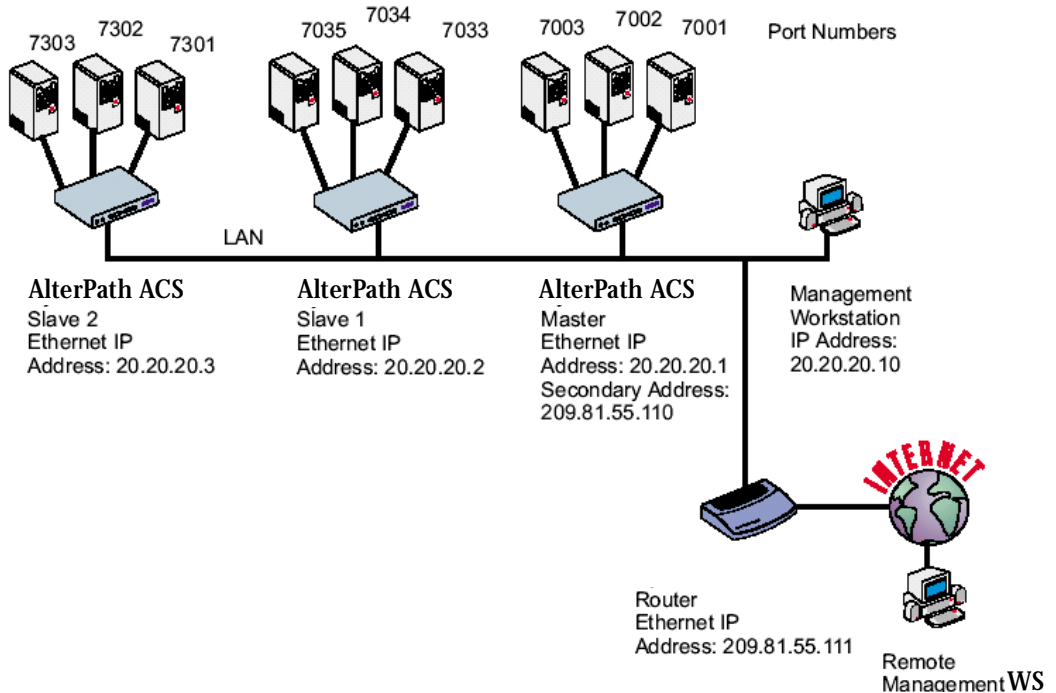 7303
7302
7301
7035
7034
7033
7003
7002
7001
Port Numbers
LAN
AlterPath ACS
Slave 2
Ethernet IP
Address: 20.20.20.3
AlterPath ACS
Slave 1
Ethernet IP
Address: 20.20.20.2
AlterPath ACS
Master
Ethernet IP
Address: 20.20.20.1
Secondary Address:
209.81.55.110
Management
Workstation
IP Address:
20.20.20.10
INTERNET
Router
Ethernet IP
Address: 209.81.55.111
Remote
Management WS